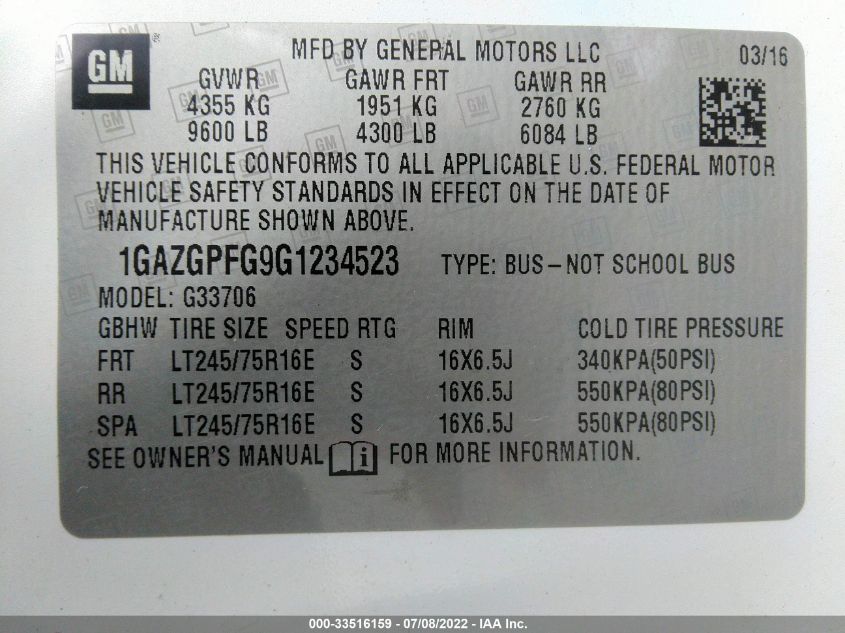 GM
MFD BY GENERAL MOTORS LLC 03/16
GVWR GAWR FRT GAWR RR
4355 KG 1951 KG 2760 KG
9600 LB 4300 LB 6084 LB
THIS VEHICLE CONFORMS TO ALL APPLICABLE U.S. FEDERAL MOTOR
VEHICLE SAFETY STANDARDS IN EFFECT ON THE DATE OF
MANUFACTURE SHOWN ABOVE.
1GAZGPFG9G1234523 TYPE: BUS–NOT SCHOOL BUS
MODEL: G33706
GBHW TIRE SIZE SPEED RTG RIM COLD TIRE PRESSURE
FRT LT245/75R16E S 16X6.5J 340KPA(50PSI)
RR LT245/75R16E S 16X6.5J 550KPA(80PSI)
SPA LT245/75R16E S 16X6.5J 550KPA(80PSI)
SEE OWNER'S MANUAL i FOR MORE INFORMATION.
000-33516159 - 07/08/2022 - IAA Inc.